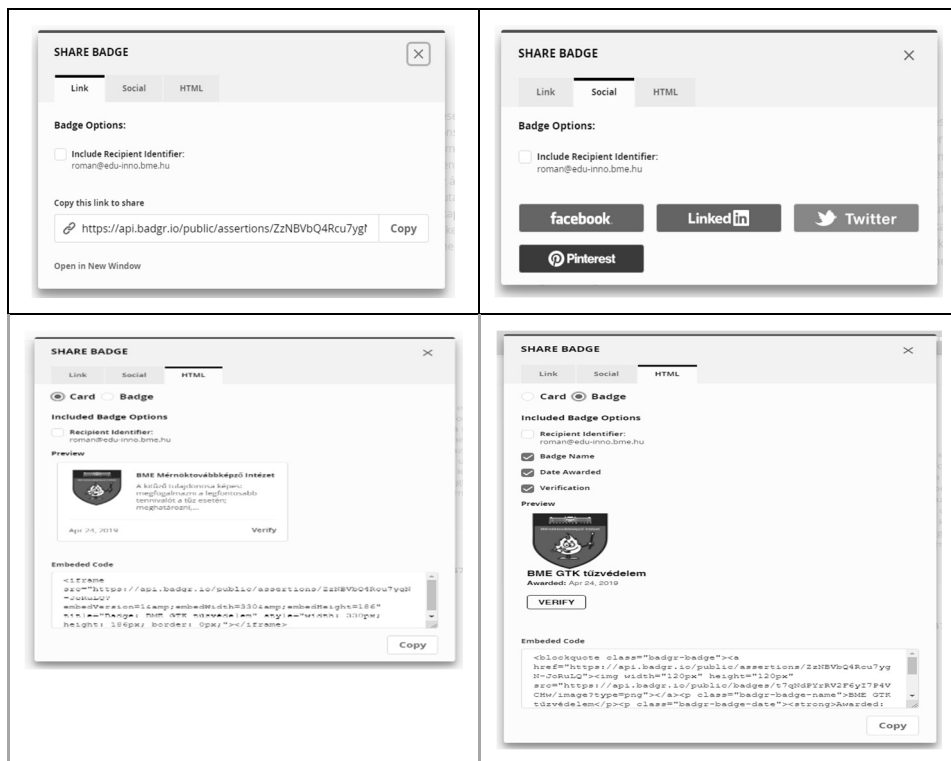 SHARE BADGE
Link Social HTML
Badge Options:
Include Recipient Identifier:
roman@edu-inno.bme.hu
Copy this link to share
https://api.badgr.io/public/assertions/ZzNBVbQ4Rcu7ygN Copy
Open in New Window
SHARE BADGE
Link Social HTML
Badge Options:
Include Recipient Identifier:
roman@edu-inno.bme.hu
facebook Linked in Twitter
Pinterest
SHARE BADGE
Link Social HTML
Card Badge
Included Badge Options
Recipient Identifier:
roman@edu-inno.bme.hu
Preview
BME Mérnöktovábbképző Intézet
A kitűző tulajdonosa képes:
megfogalmazni a legfontosabb
tennivalót a tűz esetén;
meghatározni,...
Apr 24, 2019 Verify
Embeded Code
<iframe
src="https://api.badgr.io/public/assertions/ZzNBVbQ4Rcu7ygN
-JoRuLQ?
embedVersion=1&amp;embedWidth=330&amp;embedHeight=186"
title="Badge: BME GTK tűzvédelem" style="width: 330px;
height: 186px; border: 0px;"></iframe>
Copy
SHARE BADGE
Link Social HTML
Card Badge
Included Badge Options
Recipient Identifier:
roman@edu-inno.bme.hu
Badge Name
Date Awarded
Verification
Preview
BME GTK tűzvédelem
Awarded: Apr 24, 2019
VERIFY
Embeded Code
<blockquote class="badgr-badge"><a
href="https://api.badgr.io/public/assertions/ZzNBVbQ4Rcu7yg
N-JoRuLQ"><img width="120px" height="120px"
src="https://api.badgr.io/public/badges/t7qNdPYrRV2F6yI7P4V
CHw/image?type=png"></a><p class="badgr-badge-name">BME GTK
tűzvédelem</p><p class="badgr-badge-date"><strong>Awarded:
Copy